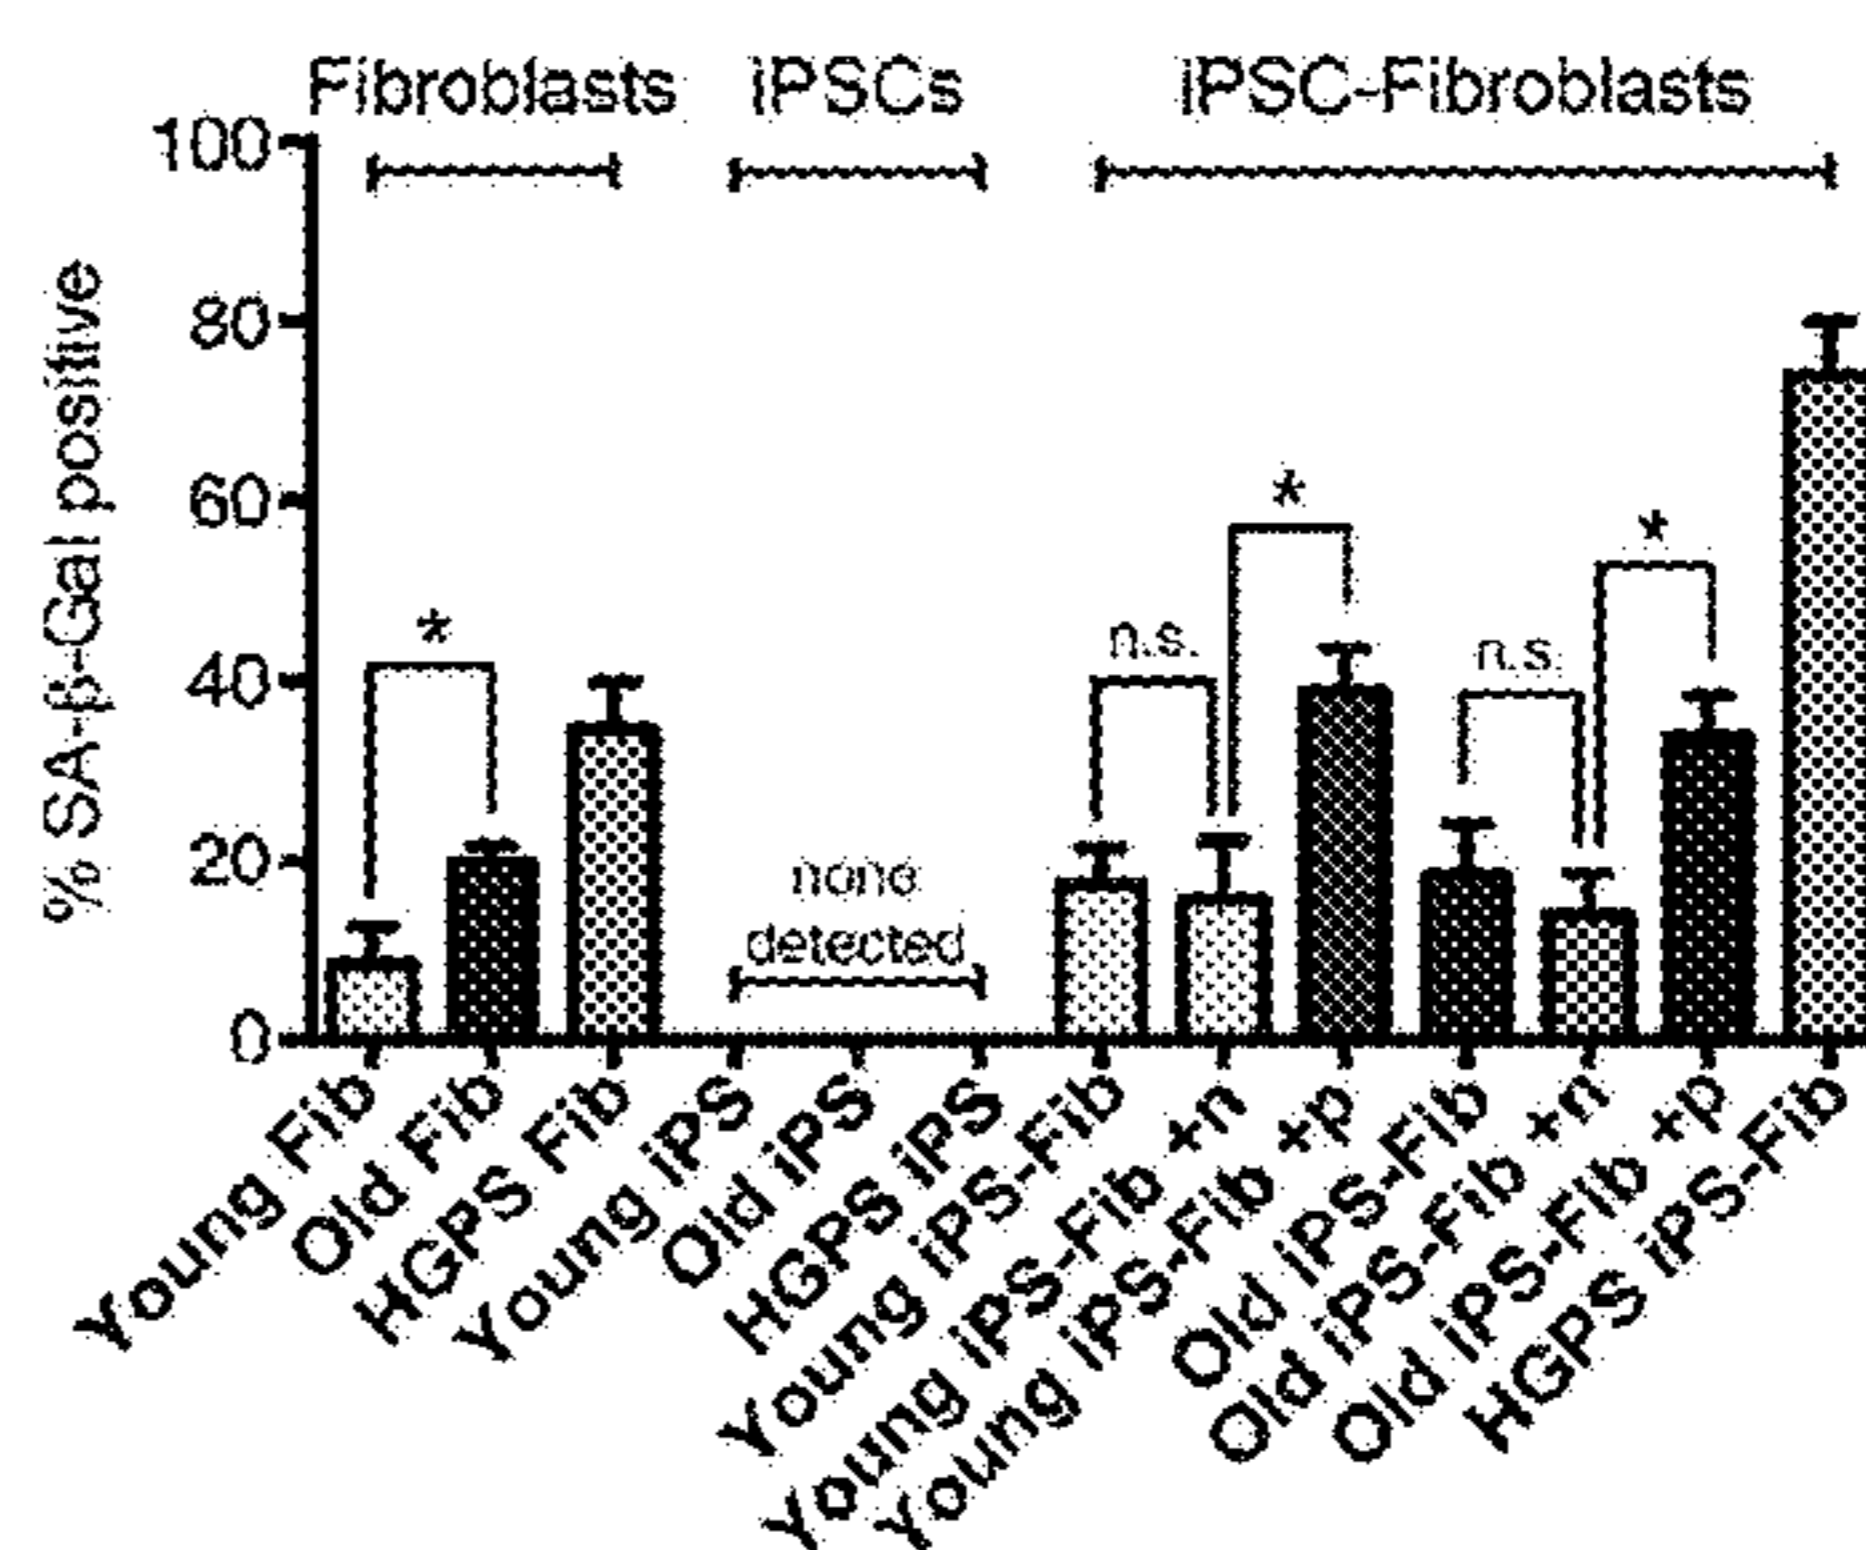 Fibroblasts iPSCs iPSC-Fibroblasts
% SA-β-Gal positive
100
80
60
40
20
0
*
none
detected
n.s.
*
n.s.
*
Young Fib
Old Fib
HGPS Fib
Young iPS
Old iPS
HGPS iPS
Young iPS-Fib
Young iPS-Fib +n
Young iPS-Fib +p
Old iPS-Fib
Old iPS-Fib +n
Old iPS-Fib +p
HGPS iPS-Fib